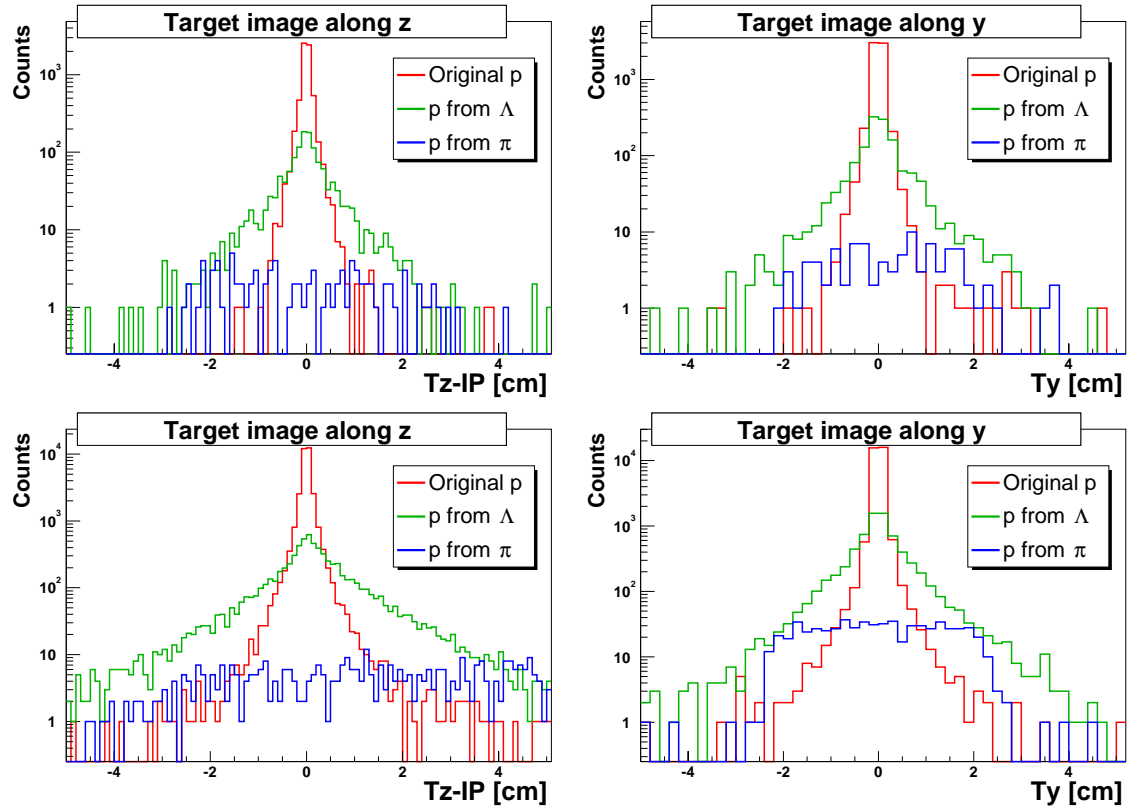 Target image along z
Counts
10³
10²
10
1
Original p
p from Λ
p from π
-4 -2 0 2 4
Tz-IP [cm]
Target image along y
Counts
10³
10²
10
1
Original p
p from Λ
p from π
-4 -2 0 2 4
Ty [cm]
Target image along z
Counts
10⁴
10³
10²
10
1
Original p
p from Λ
p from π
-4 -2 0 2 4
Tz-IP [cm]
Target image along y
Counts
10⁴
10³
10²
10
1
Original p
p from Λ
p from π
-4 -2 0 2 4
Ty [cm]